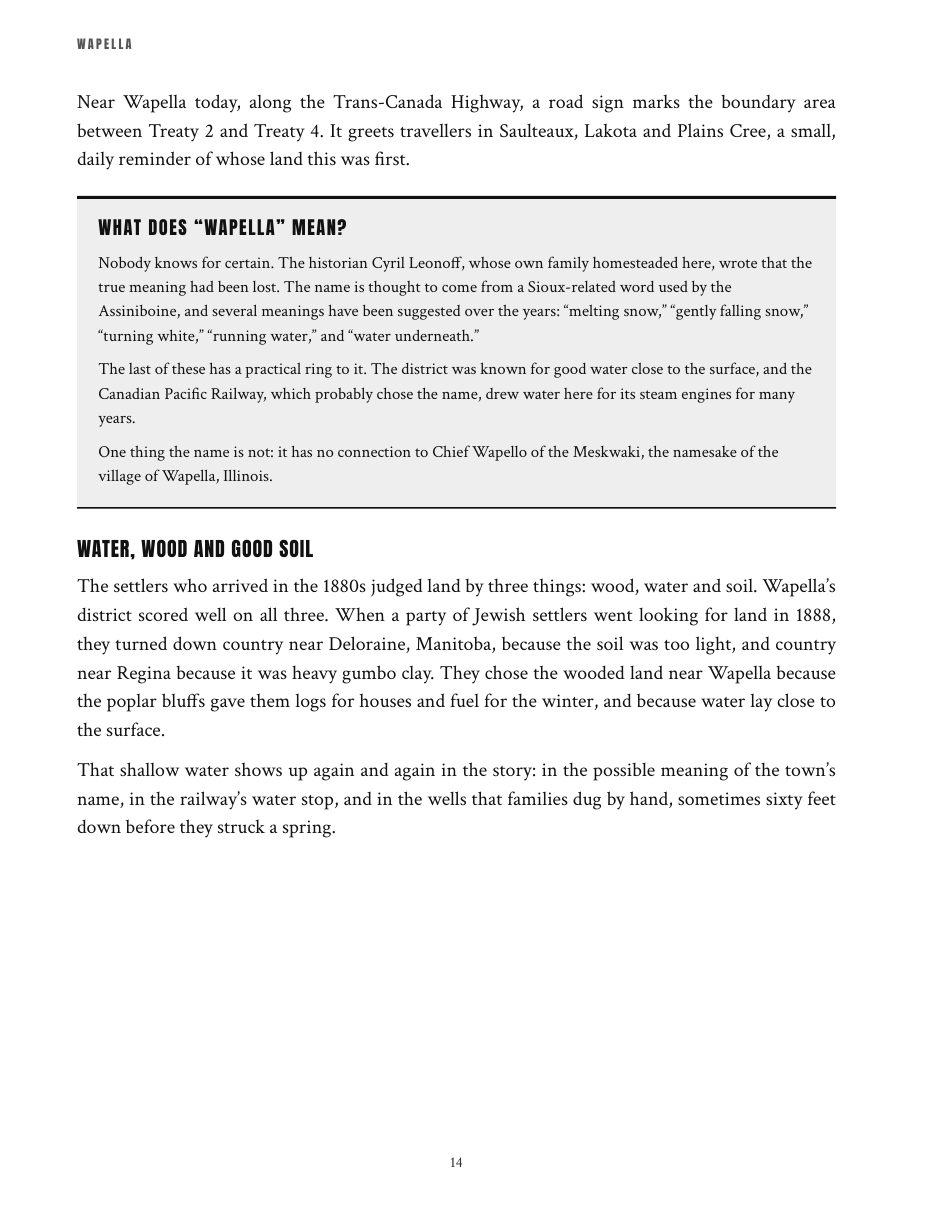 WAPELLA
Near Wapella today, along the Trans-Canada Highway, a road sign marks the boundary area
between Treaty 2 and Treaty 4. It greets travellers in Saulteaux, Lakota and Plains Cree, a small,
daily reminder of whose land this was first.
WHAT DOES “WAPELLA” MEAN?
Nobody knows for certain. The historian Cyril Leonoff, whose own family homesteaded here, wrote that the
true meaning had been lost. The name is thought to come from a Sioux-related word used by the
Assiniboine, and several meanings have been suggested over the years: “melting snow,” “gently falling snow,”
“turning white,” “running water,” and “water underneath.”
The last of these has a practical ring to it. The district was known for good water close to the surface, and the
Canadian Pacific Railway, which probably chose the name, drew water here for its steam engines for many
years.
One thing the name is not: it has no connection to Chief Wapello of the Meskwaki, the namesake of the
village of Wapella, Illinois.
WATER, WOOD AND GOOD SOIL
The settlers who arrived in the 1880s judged land by three things: wood, water and soil. Wapella’s
district scored well on all three. When a party of Jewish settlers went looking for land in 1888,
they turned down country near Deloraine, Manitoba, because the soil was too light, and country
near Regina because it was heavy gumbo clay. They chose the wooded land near Wapella because
the poplar bluffs gave them logs for houses and fuel for the winter, and because water lay close to
the surface.
That shallow water shows up again and again in the story: in the possible meaning of the town’s
name, in the railway’s water stop, and in the wells that families dug by hand, sometimes sixty feet
down before they struck a spring.
14